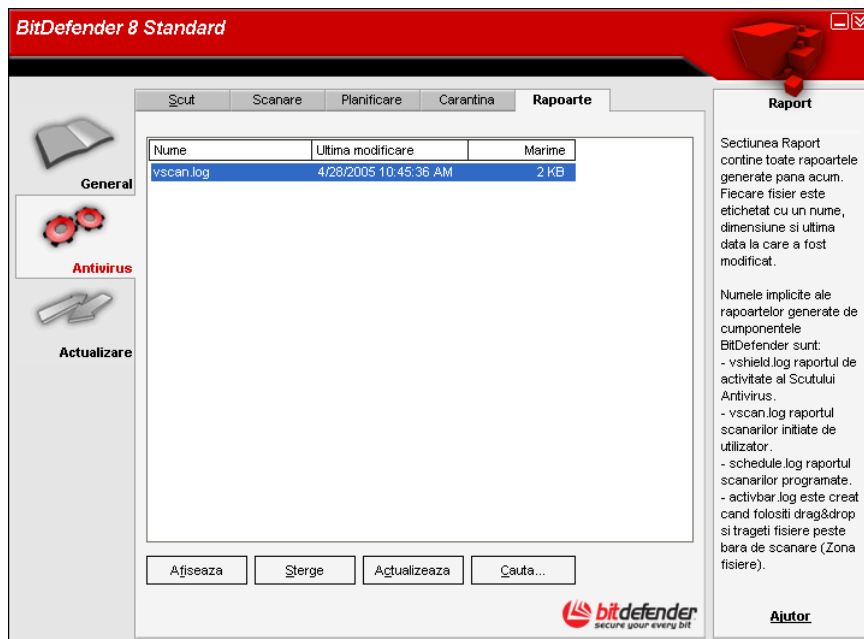 BitDefender 8 Standard
Scut
Scanare
Planificare
Carantina
Rapoarte
General
Antivirus
Actualizare
Nume
Ultima modificare
Marime
vscan.log
4/28/2005 10:45:36 AM
2 KB
Afiseaza
Sterge
Actualizeaza
Cauta...
bitdefender
secure your every bit
Raport
Sectiunea Raport
contine toate rapoartele
generate pana acum.
Fiecare fisier este
etichetat cu un nume,
dimensiune si ultima
data la care a fost
modificat.
Numele implicite ale
rapoartelor generate de
cumponentele
BitDefender sunt:
- vshield.log raportul de
activitate al Scutului
Antivirus.
- vscan.log raportul
scanarilor initiate de
utilizator.
- schedule.log raportul
scanarilor programate.
- activbar.log este creat
cand folositi drag&drop
si trageti fisiere peste
bara de scanare (Zona
fisiere).
Ajutor